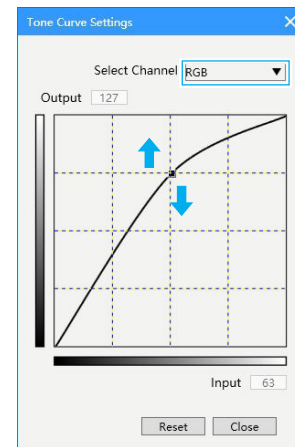 Tone Curve Settings
Select Channel RGB
Output 127
Input 63
Reset Close